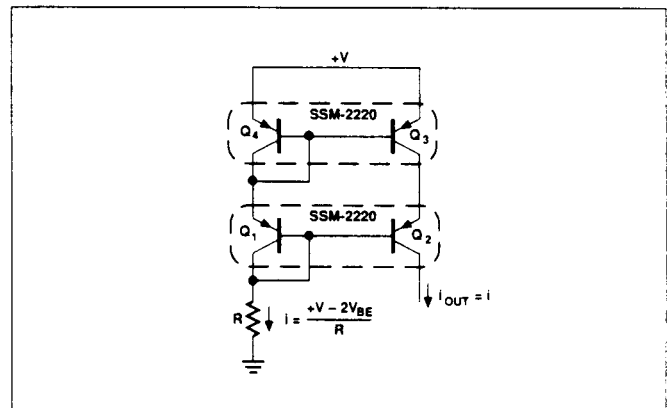 +V
SSM-2220
Q4 Q3
SSM-2220
Q1 Q2
iOUT = i
R i = +V – 2VBE / R